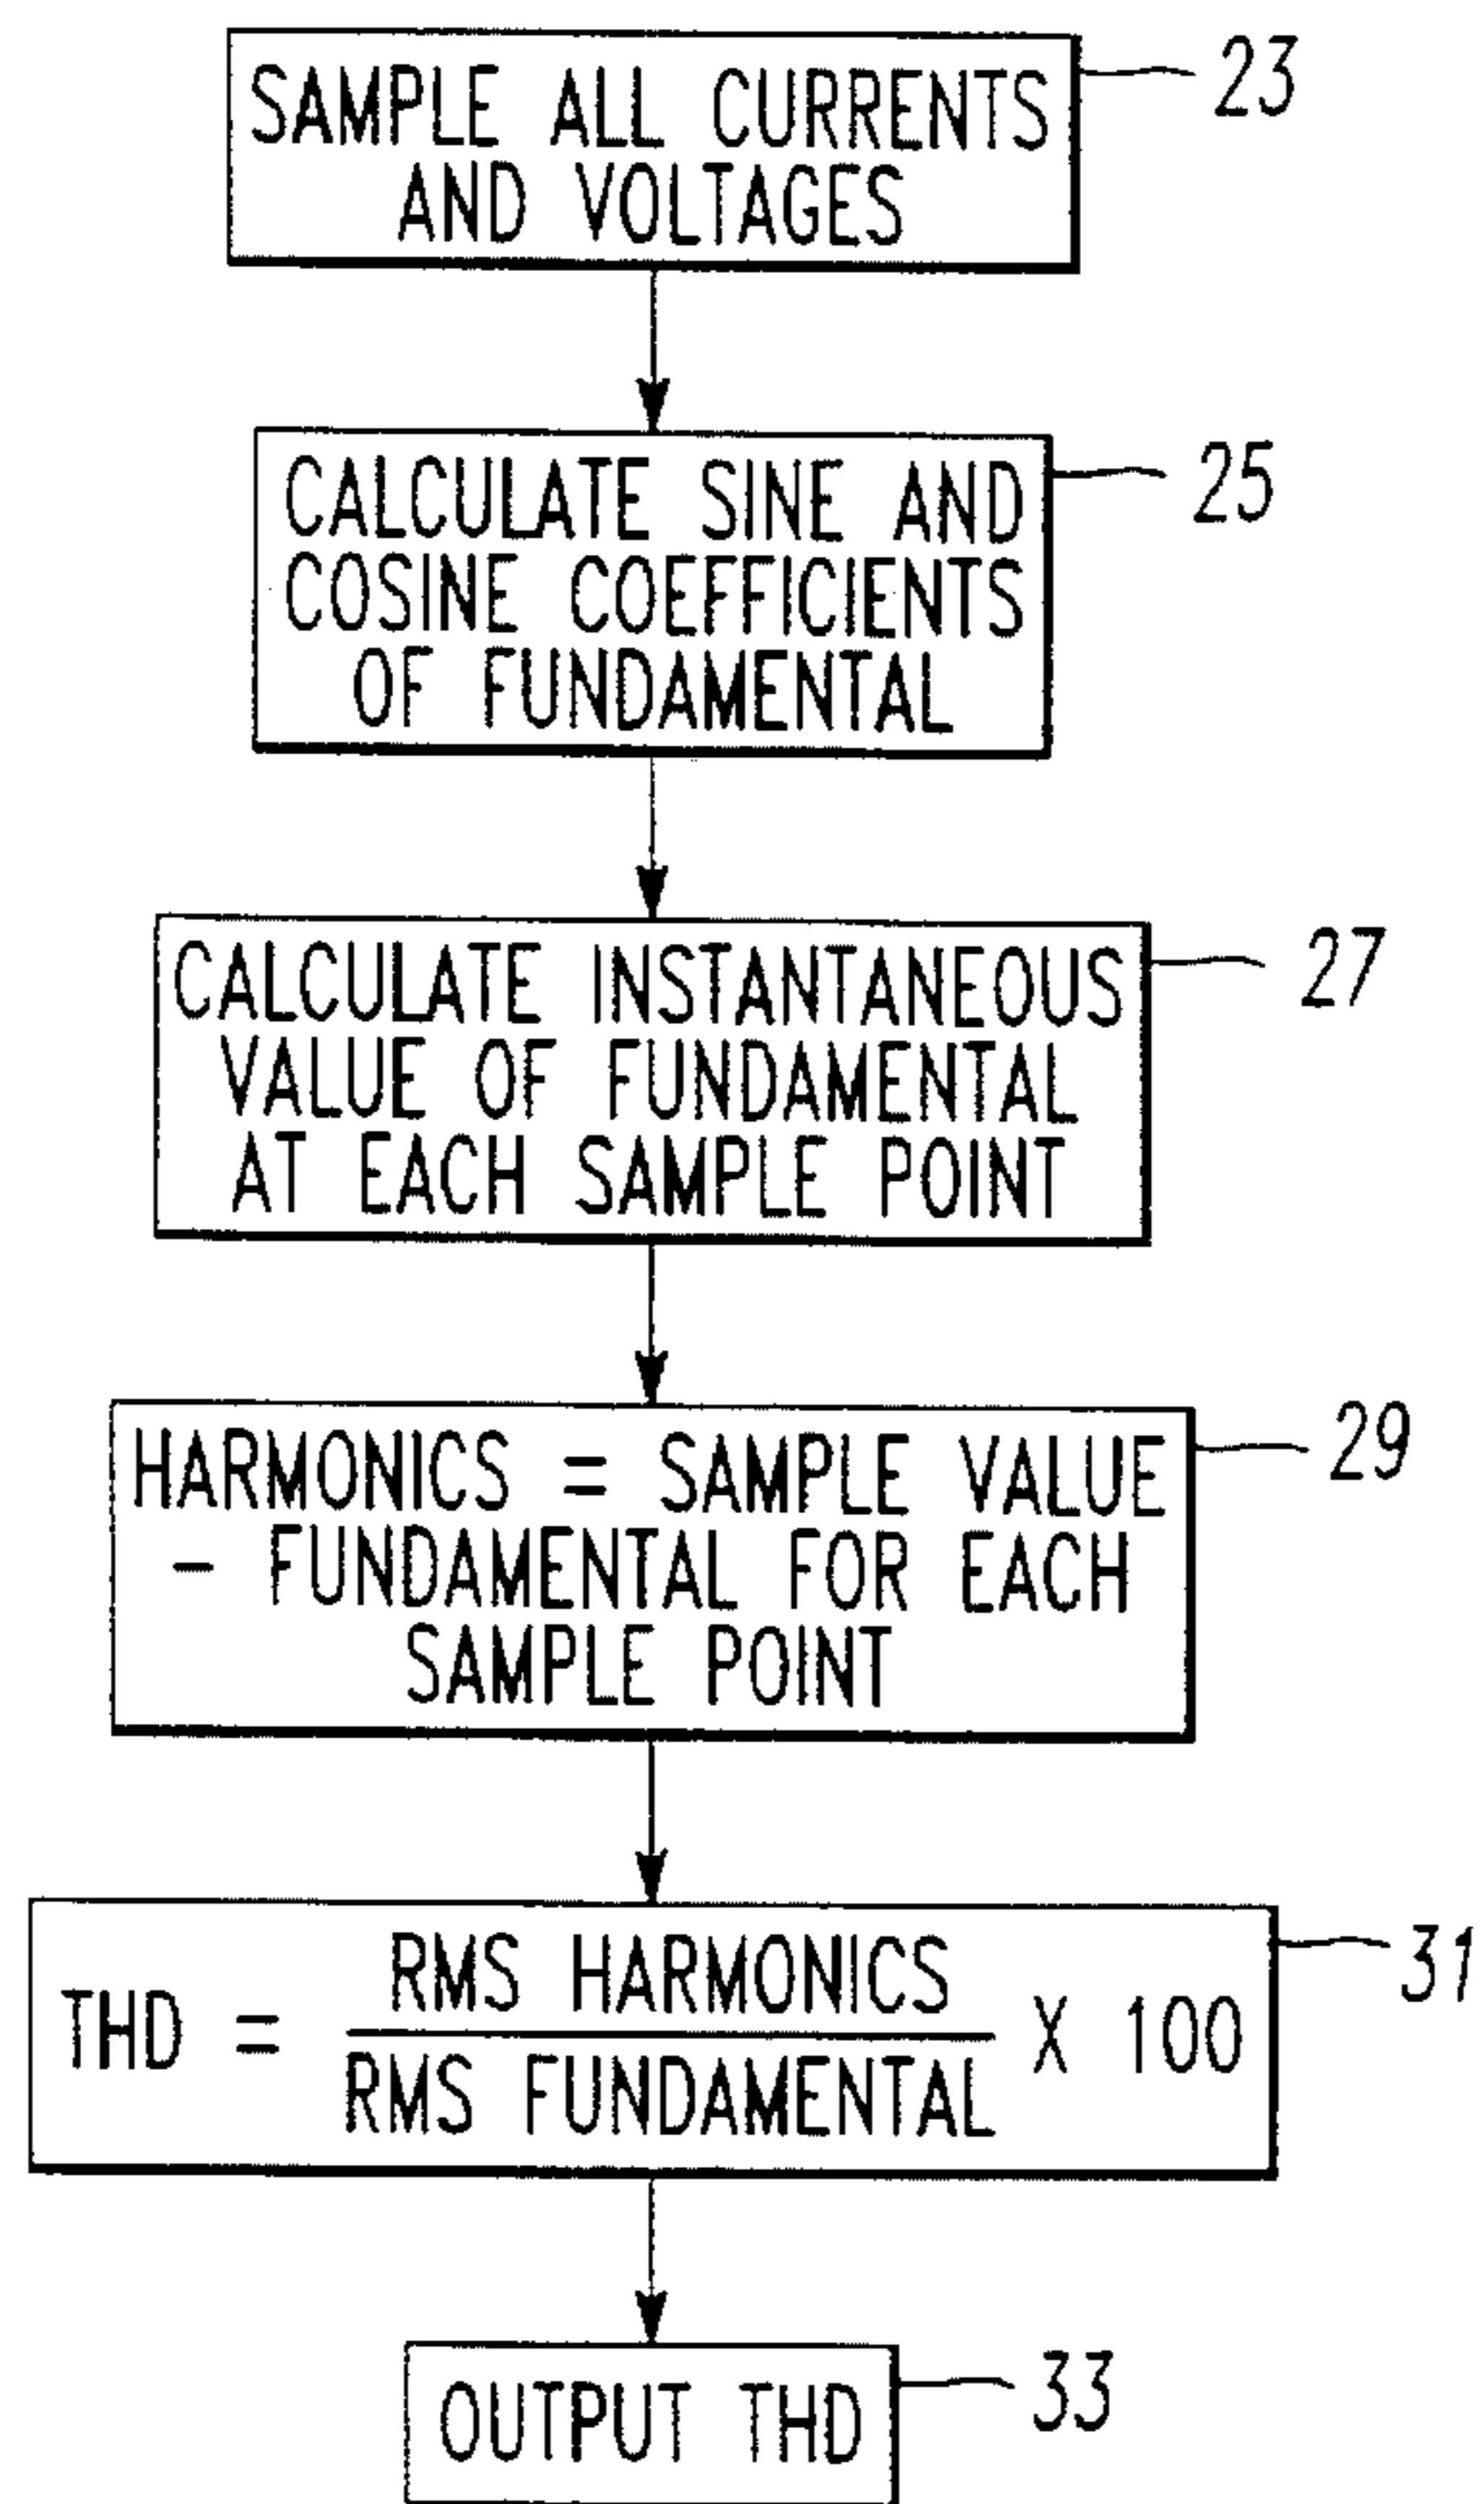 SAMPLE ALL CURRENTS
AND VOLTAGES
23
CALCULATE SINE AND
COSINE COEFFICIENTS
OF FUNDAMENTAL
25
CALCULATE INSTANTANEOUS
VALUE OF FUNDAMENTAL
AT EACH SAMPLE POINT
27
HARMONICS = SAMPLE VALUE
- FUNDAMENTAL FOR EACH
SAMPLE POINT
29
RMS HARMONICS
THD = X 100
RMS FUNDAMENTAL
31
OUTPUT THD
33